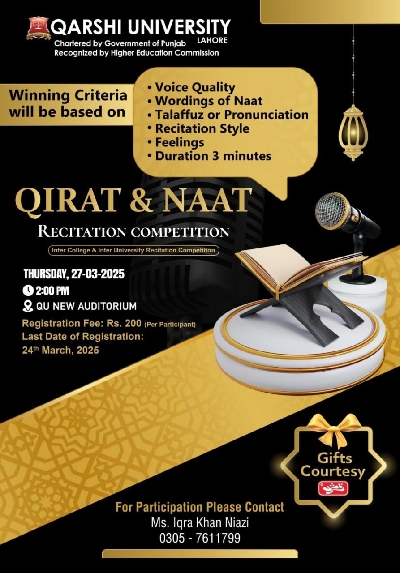 QARSHI UNIVERSITY
LAHORE
Chartered by Government of Punjab
Recognized by Higher Education Commission
Winning Criteria
will be based on
• Voice Quality
• Wordings of Naat
• Talaffuz or Pronunciation
• Recitation Style
• Feelings
• Duration 3 minutes
QIRAT & NAAT
RECITATION COMPETITION
Inter College & Inter University Recitation Competition
THURSDAY, 27-03-2025
2:00 PM
QU NEW AUDITORIUM
Registration Fee: Rs. 200 (Per Participant)
Last Date of Registration:
24th March, 2025
Gifts
Courtesy
قرشی
For Participation Please Contact
Ms. Iqra Khan Niazi
0305 - 7611799